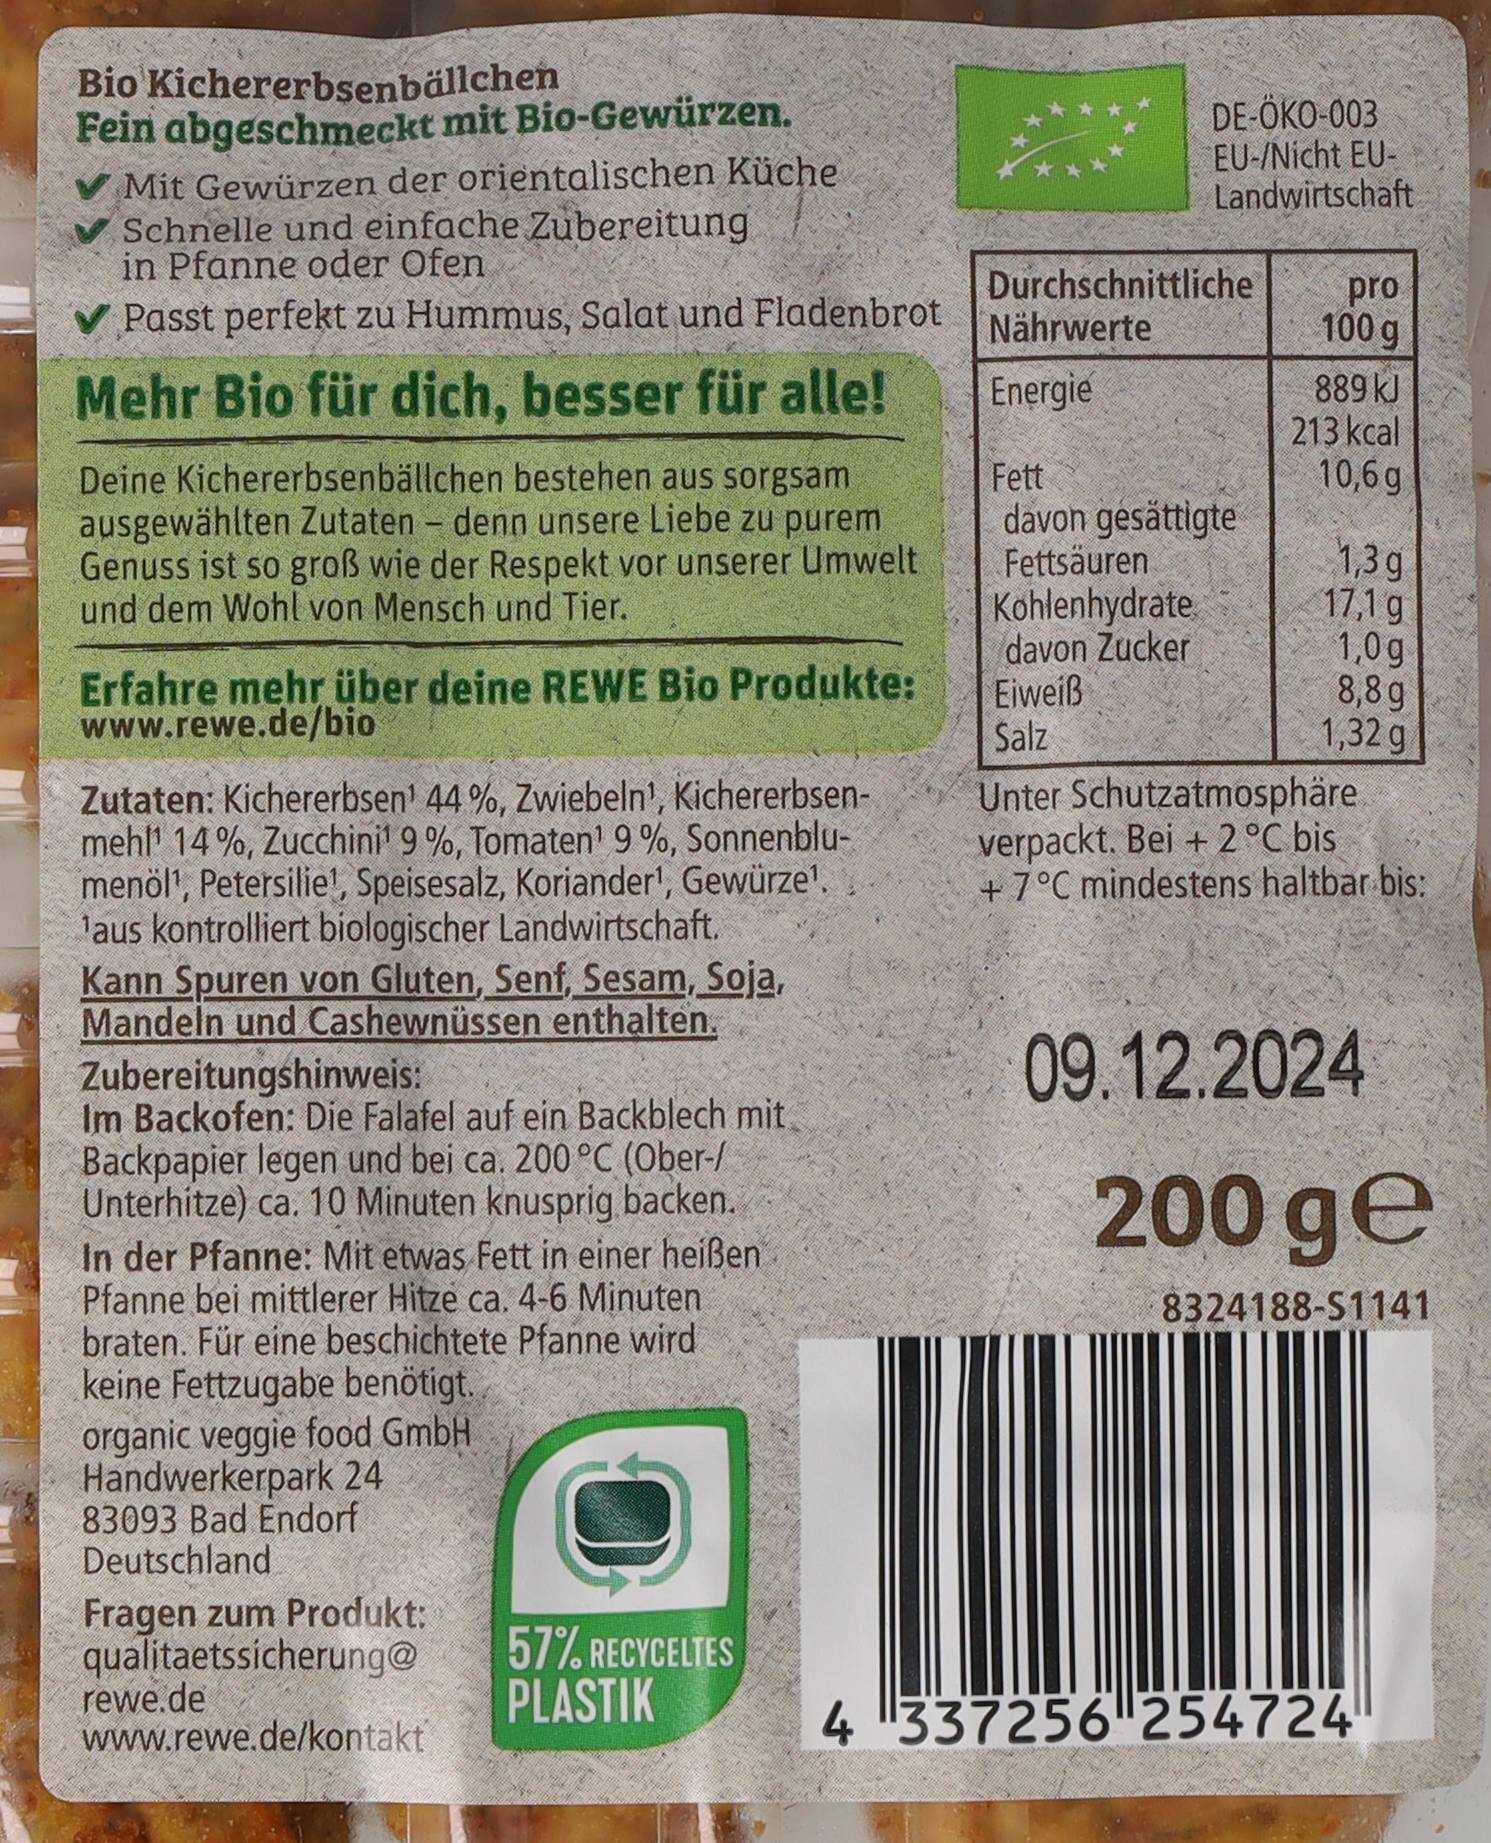 Bio Kichererbsenbällchen
Fein abgeschmeckt mit Bio-Gewürzen.
Mit Gewürzen der orientalischen Küche
Schnelle und einfache Zubereitung
in Pfanne oder Ofen
Passt perfekt zu Hummus, Salat und Fladenbrot
Mehr Bio für dich, besser für alle!
Deine Kichererbsenbällchen bestehen aus sorgsam
ausgewählten Zutaten – denn unsere Liebe zu purem
Genuss ist so groß wie der Respekt vor unserer Umwelt
und dem Wohl von Mensch und Tier.
Erfahre mehr über deine REWE Bio Produkte:
www.rewe.de/bio
Zutaten: Kichererbsen¹ 44 %, Zwiebeln¹, Kichererbsen-
mehl¹ 14 %, Zucchini¹ 9 %, Tomaten¹ 9 %, Sonnenblu-
menöl¹, Petersilie¹, Speisesalz, Koriander¹, Gewürze¹.
¹aus kontrolliert biologischer Landwirtschaft.
Kann Spuren von Gluten, Senf, Sesam, Soja,
Mandeln und Cashewnüssen enthalten.
Zubereitungshinweis:
Im Backofen: Die Falafel auf ein Backblech mit
Backpapier legen und bei ca. 200 °C (Ober-/
Unterhitze) ca. 10 Minuten knusprig backen.
In der Pfanne: Mit etwas Fett in einer heißen
Pfanne bei mittlerer Hitze ca. 4-6 Minuten
braten. Für eine beschichtete Pfanne wird
keine Fettzugabe benötigt.
organic veggie food GmbH
Handwerkerpark 24
83093 Bad Endorf
Deutschland
Fragen zum Produkt:
qualitaetssicherung@
rewe.de
www.rewe.de/kontakt
57% RECYCELTES
PLASTIK
DE-ÖKO-003
EU-/Nicht EU-
Landwirtschaft
Durchschnittliche pro
Nährwerte 100 g
Energie 889 kJ
213 kcal
Fett 10,6 g
davon gesättigte
Fettsäuren 1,3 g
Kohlenhydrate 17,1 g
davon Zucker 1,0 g
Eiweiß 8,8 g
Salz 1,32 g
Unter Schutzatmosphäre
verpackt. Bei + 2 °C bis
+ 7 °C mindestens haltbar bis:
09.12.2024
200 g e
8324188-S1141
4 337256 254724